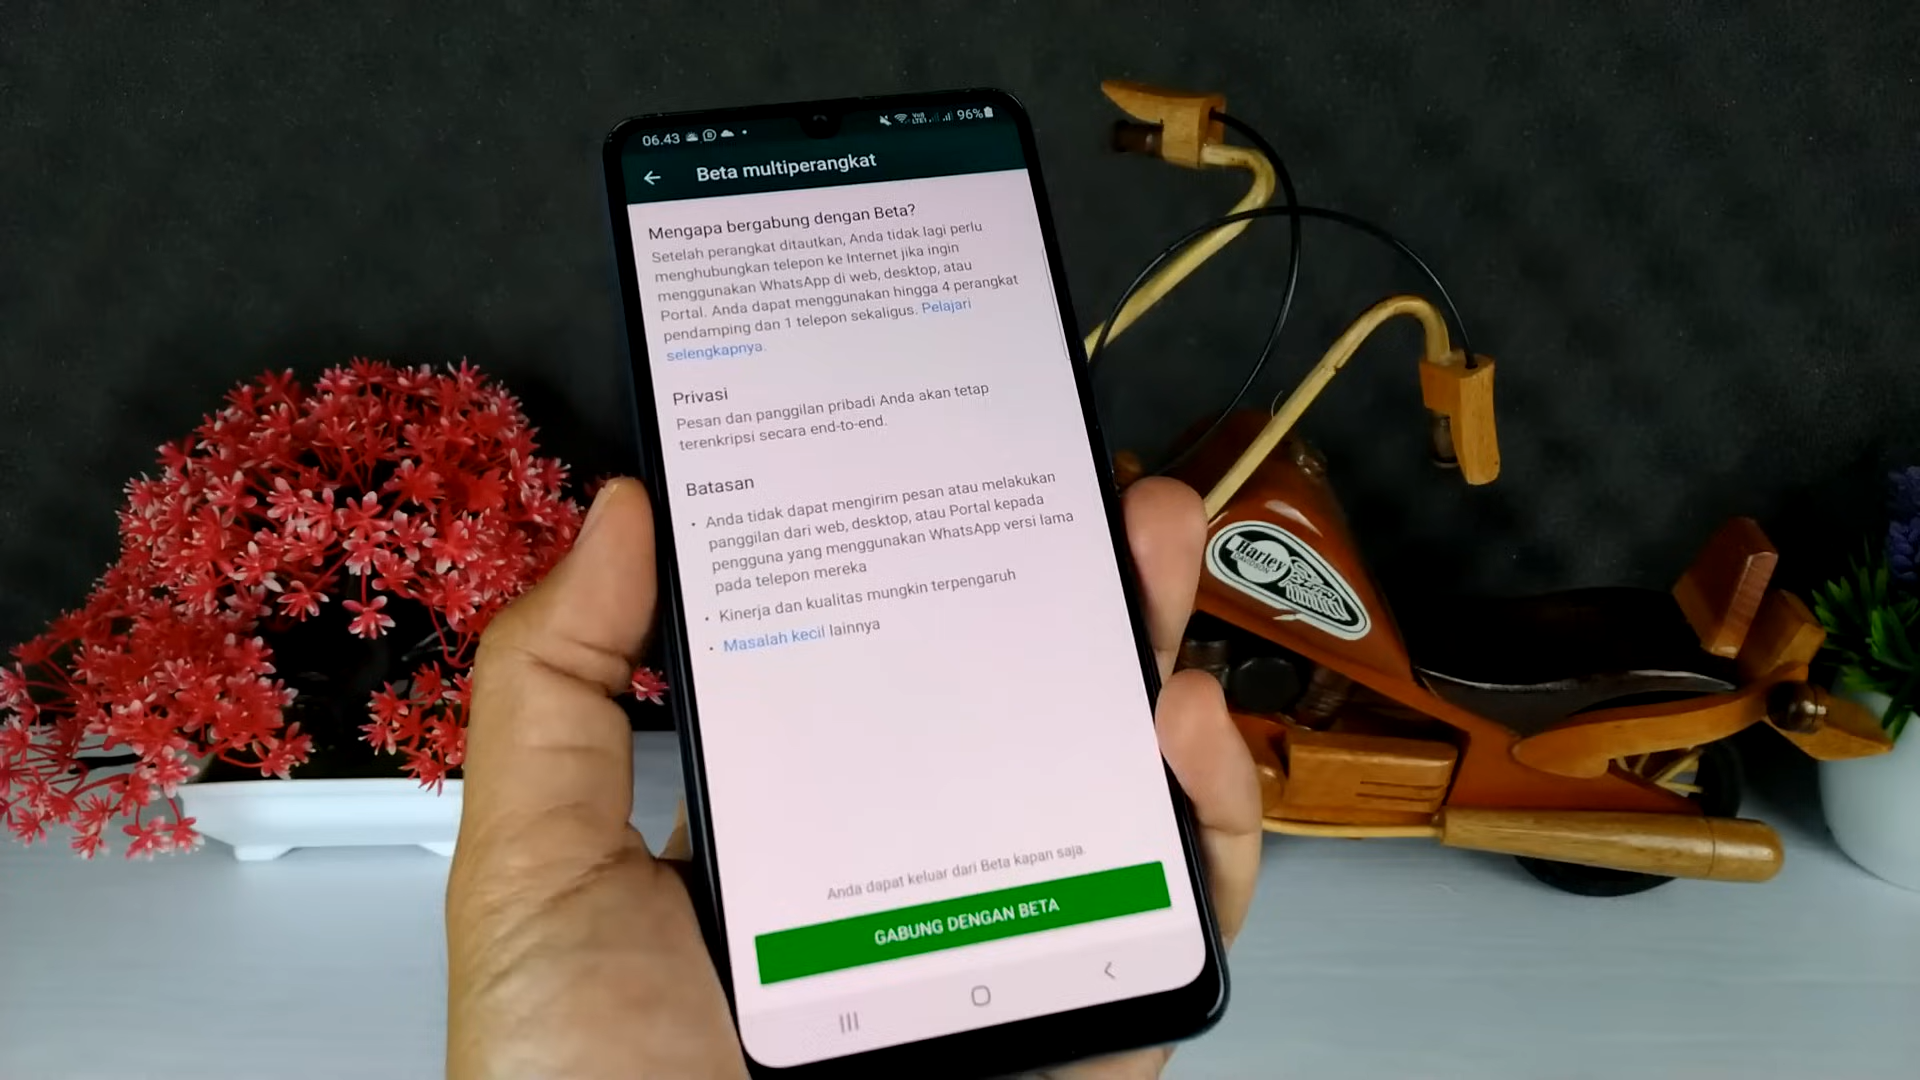 06.43
96%
Beta multiperangkat
Mengapa bergabung dengan Beta?
Setelah perangkat ditautkan, Anda tidak lagi perlu
menghubungkan telepon ke Internet jika ingin
menggunakan WhatsApp di web, desktop, atau
Portal. Anda dapat menggunakan hingga 4 perangkat
pendamping dan 1 telepon sekaligus. Pelajari
selengkapnya.
Privasi
Pesan dan panggilan pribadi Anda akan tetap
terenkripsi secara end-to-end.
Batasan
• Anda tidak dapat mengirim pesan atau melakukan
panggilan dari web, desktop, atau Portal kepada
pengguna yang menggunakan WhatsApp versi lama
pada telepon mereka
• Kinerja dan kualitas mungkin terpengaruh
• Masalah kecil lainnya
Anda dapat keluar dari Beta kapan saja.
GABUNG DENGAN BETA
Harley
DAVIDSON